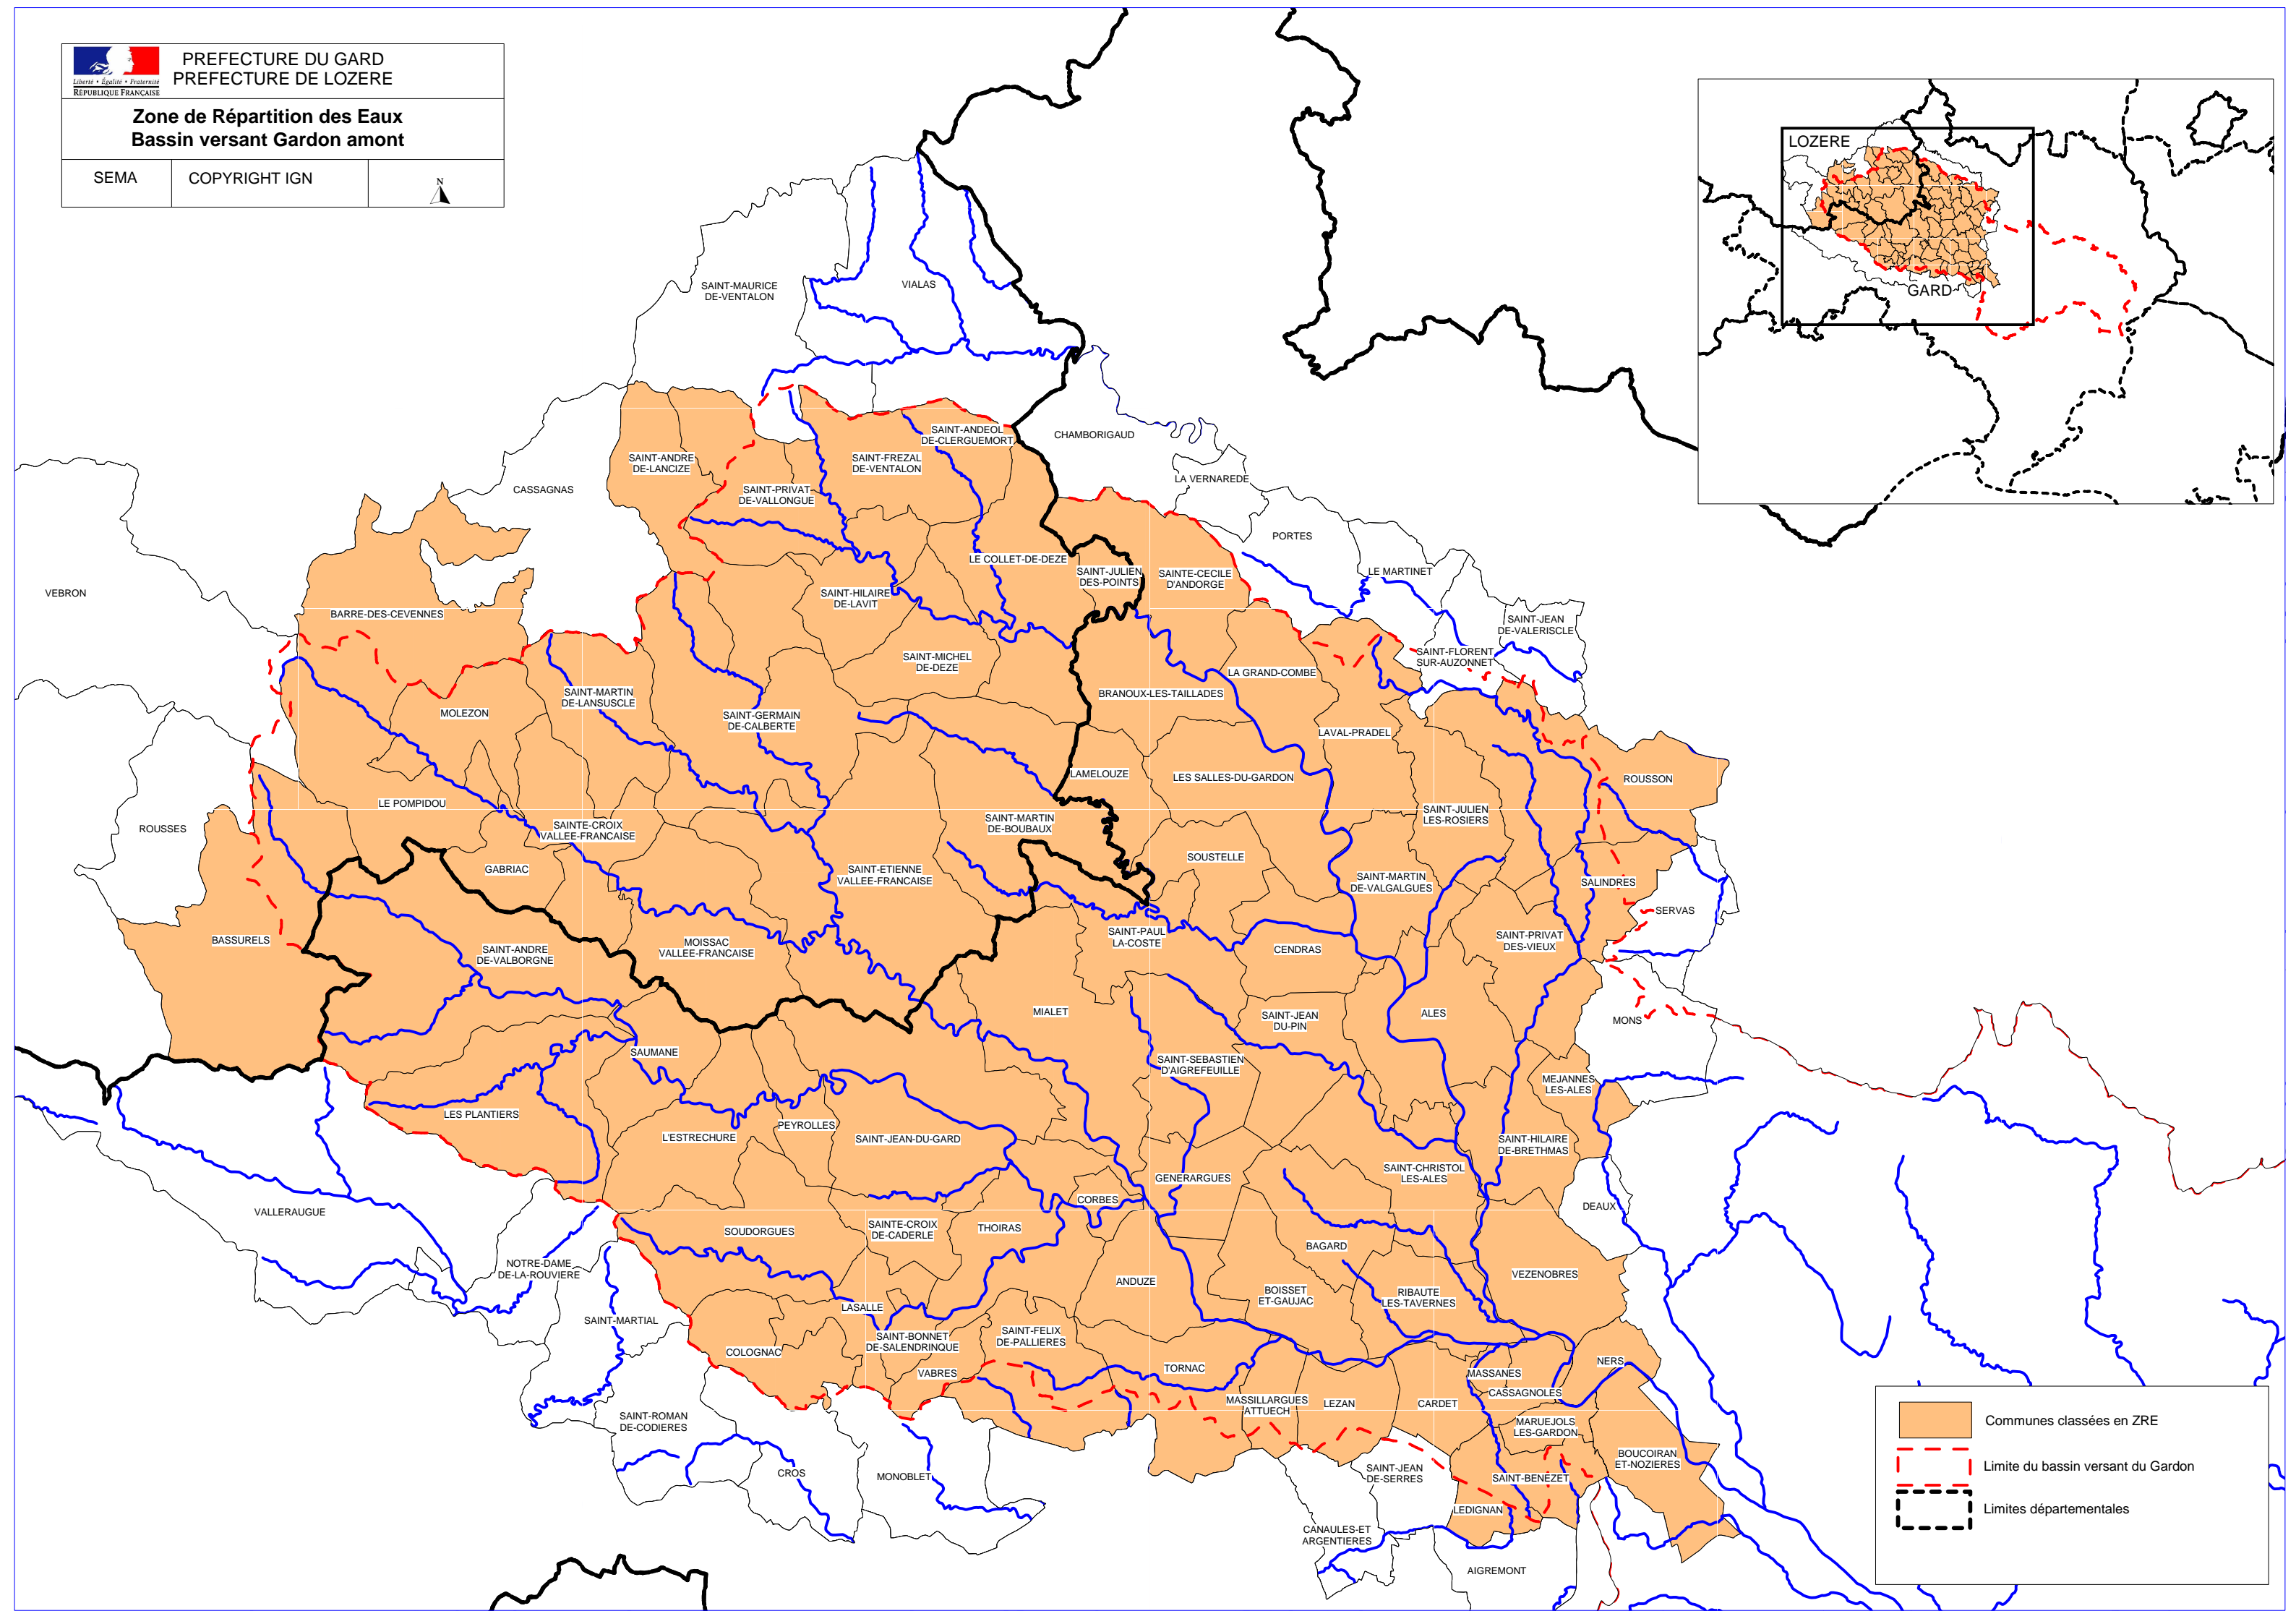 PREFECTURE DU GARD
PREFECTURE DE LOZERE
Liberté • Égalité • Fraternité
RÉPUBLIQUE FRANÇAISE
Zone de Répartition des Eaux
Bassin versant Gardon amont
SEMA
COPYRIGHT IGN
N
LOZERE
GARD
SAINT-MAURICE
DE-VENTALON
VIALAS
CHAMBORIGAUD
SAINT-ANDEOL
DE-CLERGUEMORT
SAINT-ANDRE
DE-LANCIZE
SAINT-FREZAL
DE-VENTALON
SAINT-PRIVAT
DE-VALLONGUE
CASSAGNAS
LA VERNAREDE
PORTES
LE COLLET-DE-DEZE
SAINT-JULIEN
DES-POINTS
SAINTE-CECILE
D'ANDORGE
LE MARTINET
VEBRON
SAINT-HILAIRE
DE-LAVIT
BARRE-DES-CEVENNES
SAINT-JEAN
DE-VALERISCLE
SAINT-FLORENT
SUR-AUZONNET
SAINT-MICHEL
DE-DEZE
LA GRAND-COMBE
BRANOUX-LES-TAILLADES
SAINT-MARTIN
DE-LANSUSCLE
MOLEZON
SAINT-GERMAIN
DE-CALBERTE
LAVAL-PRADEL
LAMELOUZE
LES SALLES-DU-GARDON
ROUSSON
LE POMPIDOU
ROUSSES
SAINTE-CROIX
VALLEE-FRANCAISE
SAINT-MARTIN
DE-BOUBAUX
SAINT-JULIEN
LES-ROSIERS
SOUSTELLE
GABRIAC
SAINT-ETIENNE
VALLEE-FRANCAISE
SAINT-MARTIN
DE-VALGALGUES
SALINDRES
SERVAS
BASSURELS
SAINT-ANDRE
DE-VALBORGNE
MOISSAC
VALLEE-FRANCAISE
SAINT-PAUL
LA-COSTE
CENDRAS
SAINT-PRIVAT
DES-VIEUX
MIALET
SAINT-JEAN
DU-PIN
ALES
MONS
SAUMANE
SAINT-SEBASTIEN
D'AIGREFEUILLE
MEJANNES
LES-ALES
LES PLANTIERS
PEYROLLES
L'ESTRECHURE
SAINT-JEAN-DU-GARD
SAINT-HILAIRE
DE-BRETHMAS
GENERARGUES
SAINT-CHRISTOL
LES-ALES
CORBES
DEAUX
VALLERAUGUE
SOUDORGUES
SAINTE-CROIX
DE-CADERLE
THOIRAS
BAGARD
NOTRE-DAME
DE-LA-ROUVIERE
ANDUZE
VEZENOBRES
BOISSET
ET-GAUJAC
RIBAUTE
LES-TAVERNES
LASALLE
SAINT-MARTIAL
SAINT-BONNET
DE-SALENDRINQUE
SAINT-FELIX
DE-PALLIERES
COLOGNAC
VABRES
TORNAC
NERS
MASSANES
CASSAGNOLES
MASSILLARGUES
ATTUECH
LEZAN
CARDET
SAINT-ROMAN
DE-CODIERES
MARUEJOLS
LES-GARDON
BOUCOIRAN
ET-NOZIERES
CROS
MONOBLET
SAINT-JEAN
DE-SERRES
SAINT-BENEZET
LEDIGNAN
CANAULES-ET
ARGENTIERES
AIGREMONT
Communes classées en ZRE
Limite du bassin versant du Gardon
Limites départementales